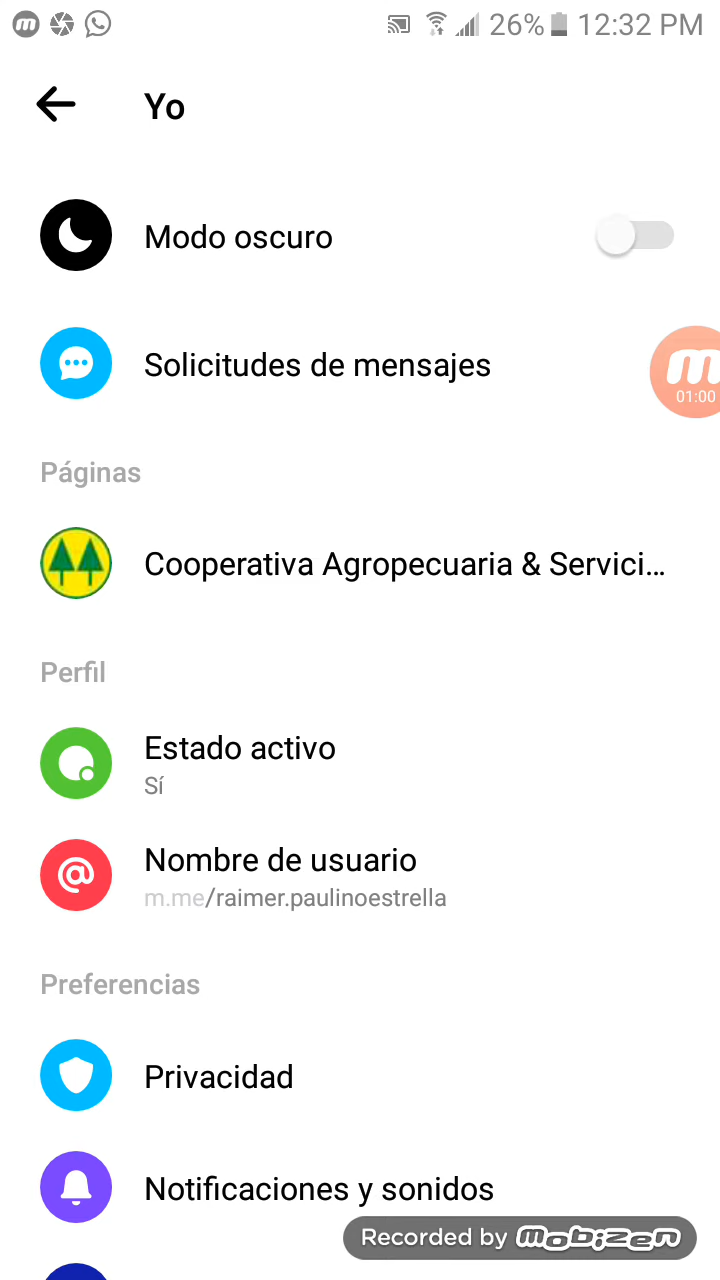 26% 12:32 PM
Yo
Modo oscuro
Solicitudes de mensajes
01:00
Páginas
Cooperativa Agropecuaria & Servici...
Perfil
Estado activo
Sí
Nombre de usuario
m.me/raimer.paulinoestrella
Preferencias
Privacidad
Notificaciones y sonidos
Recorded by mobizen